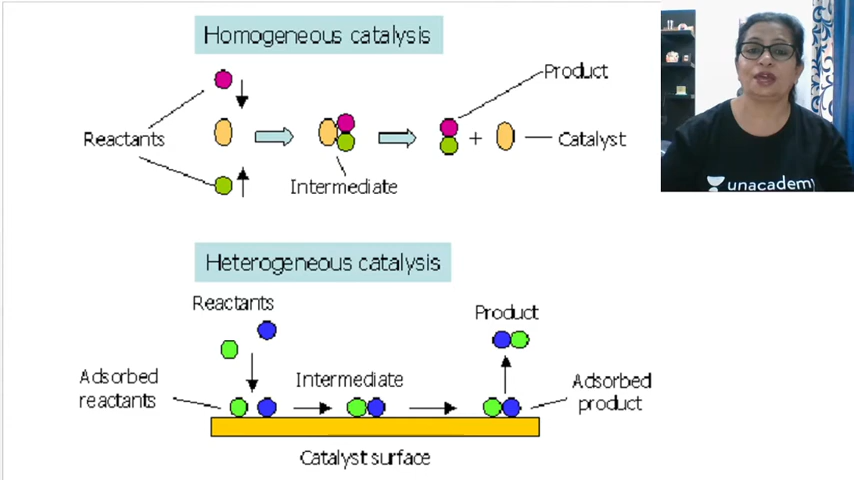 Homogeneous catalysis
Product
Reactants
+
Catalyst
Intermediate
unacademy
Heterogeneous catalysis
Reactants
Product
Adsorbed
reactants
Intermediate
Adsorbed
product
Catalyst surface